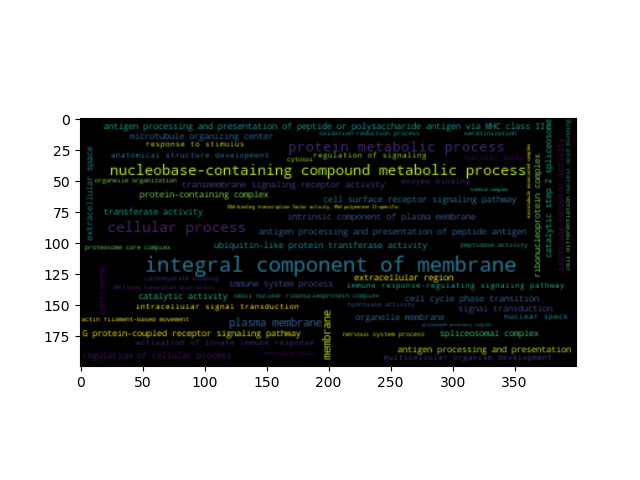 0
25
50
75
100
125
150
175
0 50 100 150 200 250 300 350
antigen processing and presentation of peptide or polysaccharide antigen via MHC class II
microtubule organizing center
oxidation-reduction process
keratinization
response to stimulus
protein metabolic process
anatomical structure development
cytosol
regulation of signaling
nucleobase-containing compound metabolic process
organelle organization
transmembrane signaling receptor activity
enzyme binding
protein-containing complex
cell surface receptor signaling pathway
transferase activity
intrinsic component of plasma membrane
cellular process
antigen processing and presentation of peptide antigen
proteasome core complex
ubiquitin-like protein transferase activity
peptidase activity
integral component of membrane
carbohydrate binding
extracellular region
immune system process
immune response-regulating signaling pathway
catalytic activity
small nuclear ribonucleoprotein complex
cell cycle phase transition
intracellular signal transduction
hydrolase activity
signal transduction
actin filament-based movement
plasma membrane
organelle membrane
nuclear speck
G protein-coupled receptor signaling pathway
nervous system process
spliceosomal complex
activation of innate immune response
antigen processing and presentation
regulation of cellular process
multicellular organism development
extracellular space
membrane
ribonucleoprotein complex
catalytic step 2 spliceosome
cell differentiation